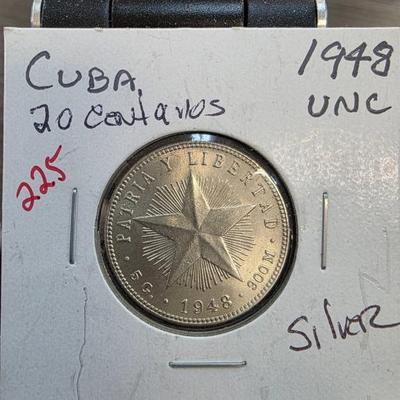 CUBA,
20 Centavos
1948
UNC
225
PATRIA Y LIBERTAD
5 G. · 1948 · 900 M.
Silver